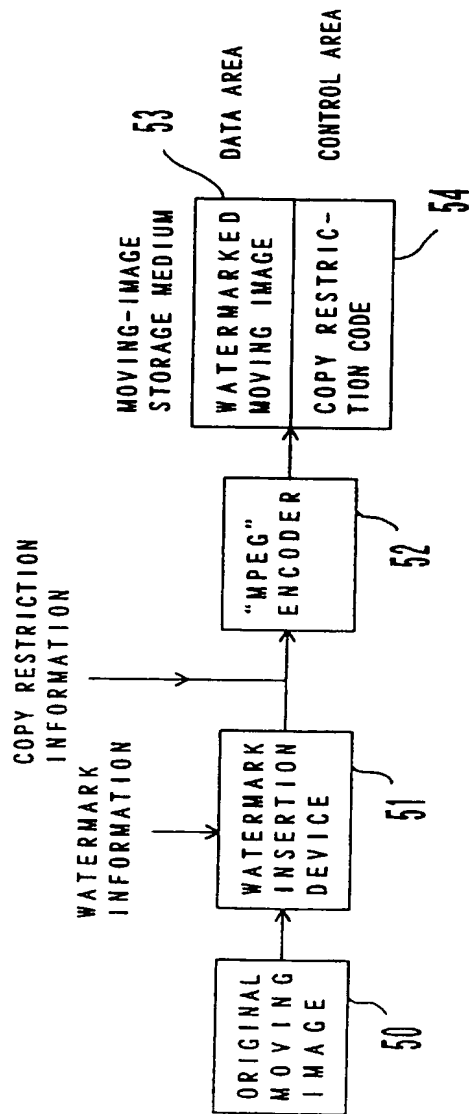 COPY RESTRICTION
INFORMATION
WATERMARK
INFORMATION
ORIGINAL
MOVING
IMAGE
50
WATERMARK
INSERTION
DEVICE
51
"MPEG"
ENCODER
52
MOVING-IMAGE
STORAGE MEDIUM
53
WATERMARKED
MOVING IMAGE
DATA AREA
COPY RESTRIC-
TION CODE
CONTROL AREA
54